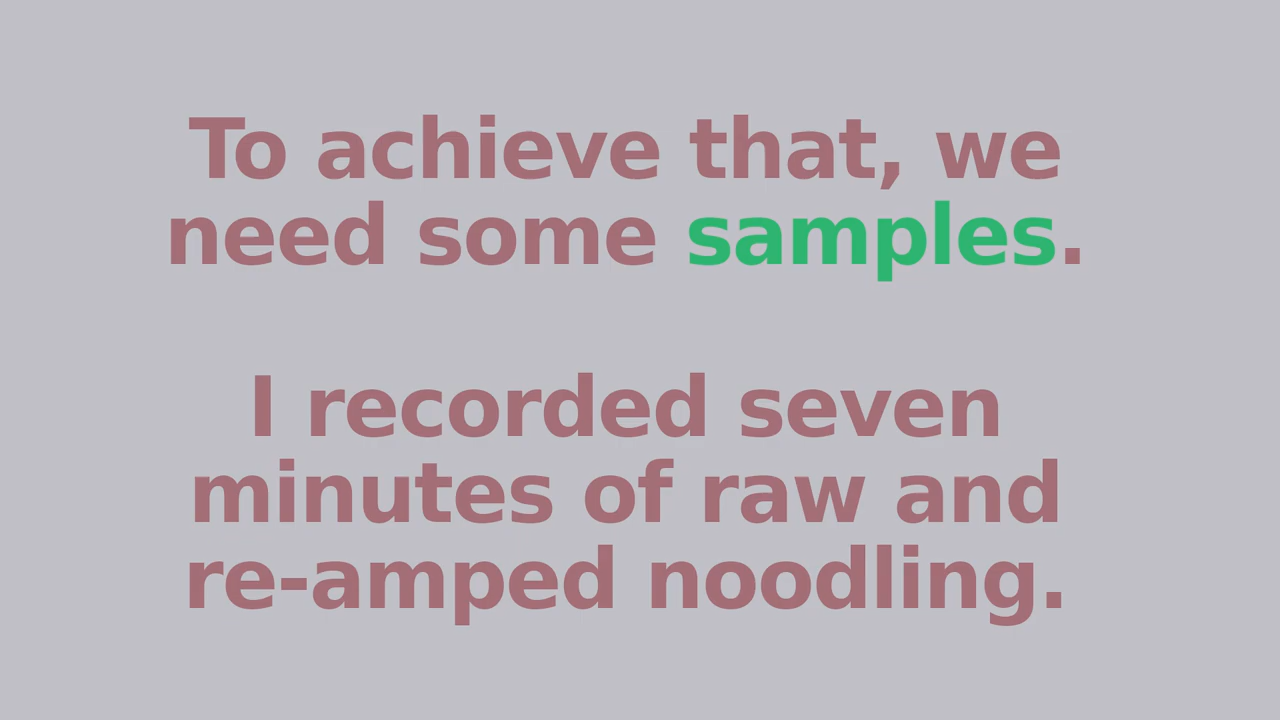 To achieve that, we
need some samples.
I recorded seven
minutes of raw and
re-amped noodling.